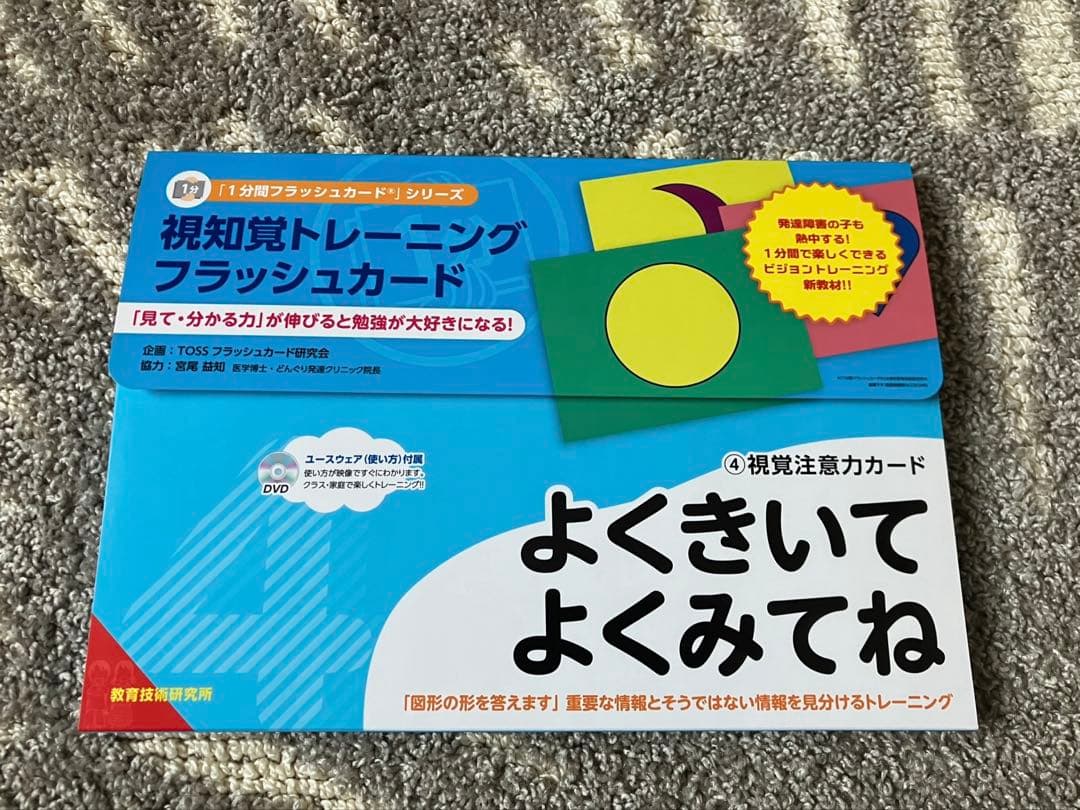 1分
「1分間フラッシュカード®」シリーズ
視知覚トレーニング
フラッシュカード
「見て・分かる力」が伸びると勉強が大好きになる!
企画:TOSS フラッシュカード研究会
協力:宮尾 益知 医学博士・どんぐり発達クリニック院長
発達障害の子も
熱中する!
1分間で楽しくできる
ビジョントレーニング
新教材!!
ユースウェア(使い方)付属
使い方が映像ですぐにわかります。
クラス・家庭で楽しくトレーニング!!
DVD
4
④視覚注意力カード
よくきいて
よくみてね
「図形の形を答えます」重要な情報とそうではない情報を見分けるトレーニング
教育技術研究所